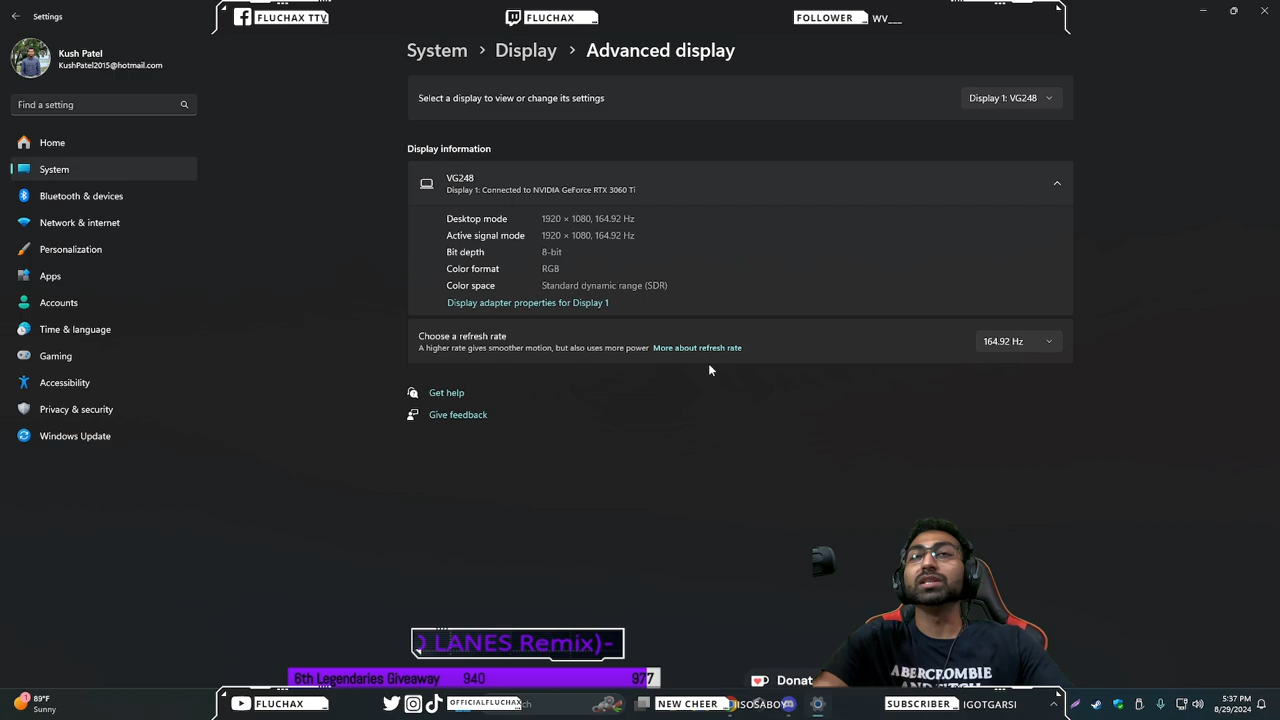 Settings
FLUCHAX TTV
FLUCHAX
FOLLOWER
WV___
Kush Patel
KushPatel2015@hotmail.com
System > Display > Advanced display
Find a setting
Select a display to view or change its settings
Display 1: VG248
Home
System
Bluetooth & devices
Network & internet
Personalization
Apps
Accounts
Time & language
Gaming
Accessibility
Privacy & security
Windows Update
Display information
VG248
Display 1: Connected to NVIDIA GeForce RTX 3060 Ti
Desktop mode 1920 × 1080, 164.92 Hz
Active signal mode 1920 × 1080, 164.92 Hz
Bit depth 8-bit
Color format RGB
Color space Standard dynamic range (SDR)
Display adapter properties for Display 1
Choose a refresh rate
A higher rate gives smoother motion, but also uses more power More about refresh rate
164.92 Hz
Get help
Give feedback
LANES Remix)-
6th Legendaries Giveaway 940 977
Donat
ABERCROMBIE
89°F
Sunny
FLUCHAX
OFFICIALFLUCHAX
NEW CHEER
ISOSABOY
SUBSCRIBER
IGOTGARSI
5:37 PM
8/29/2024